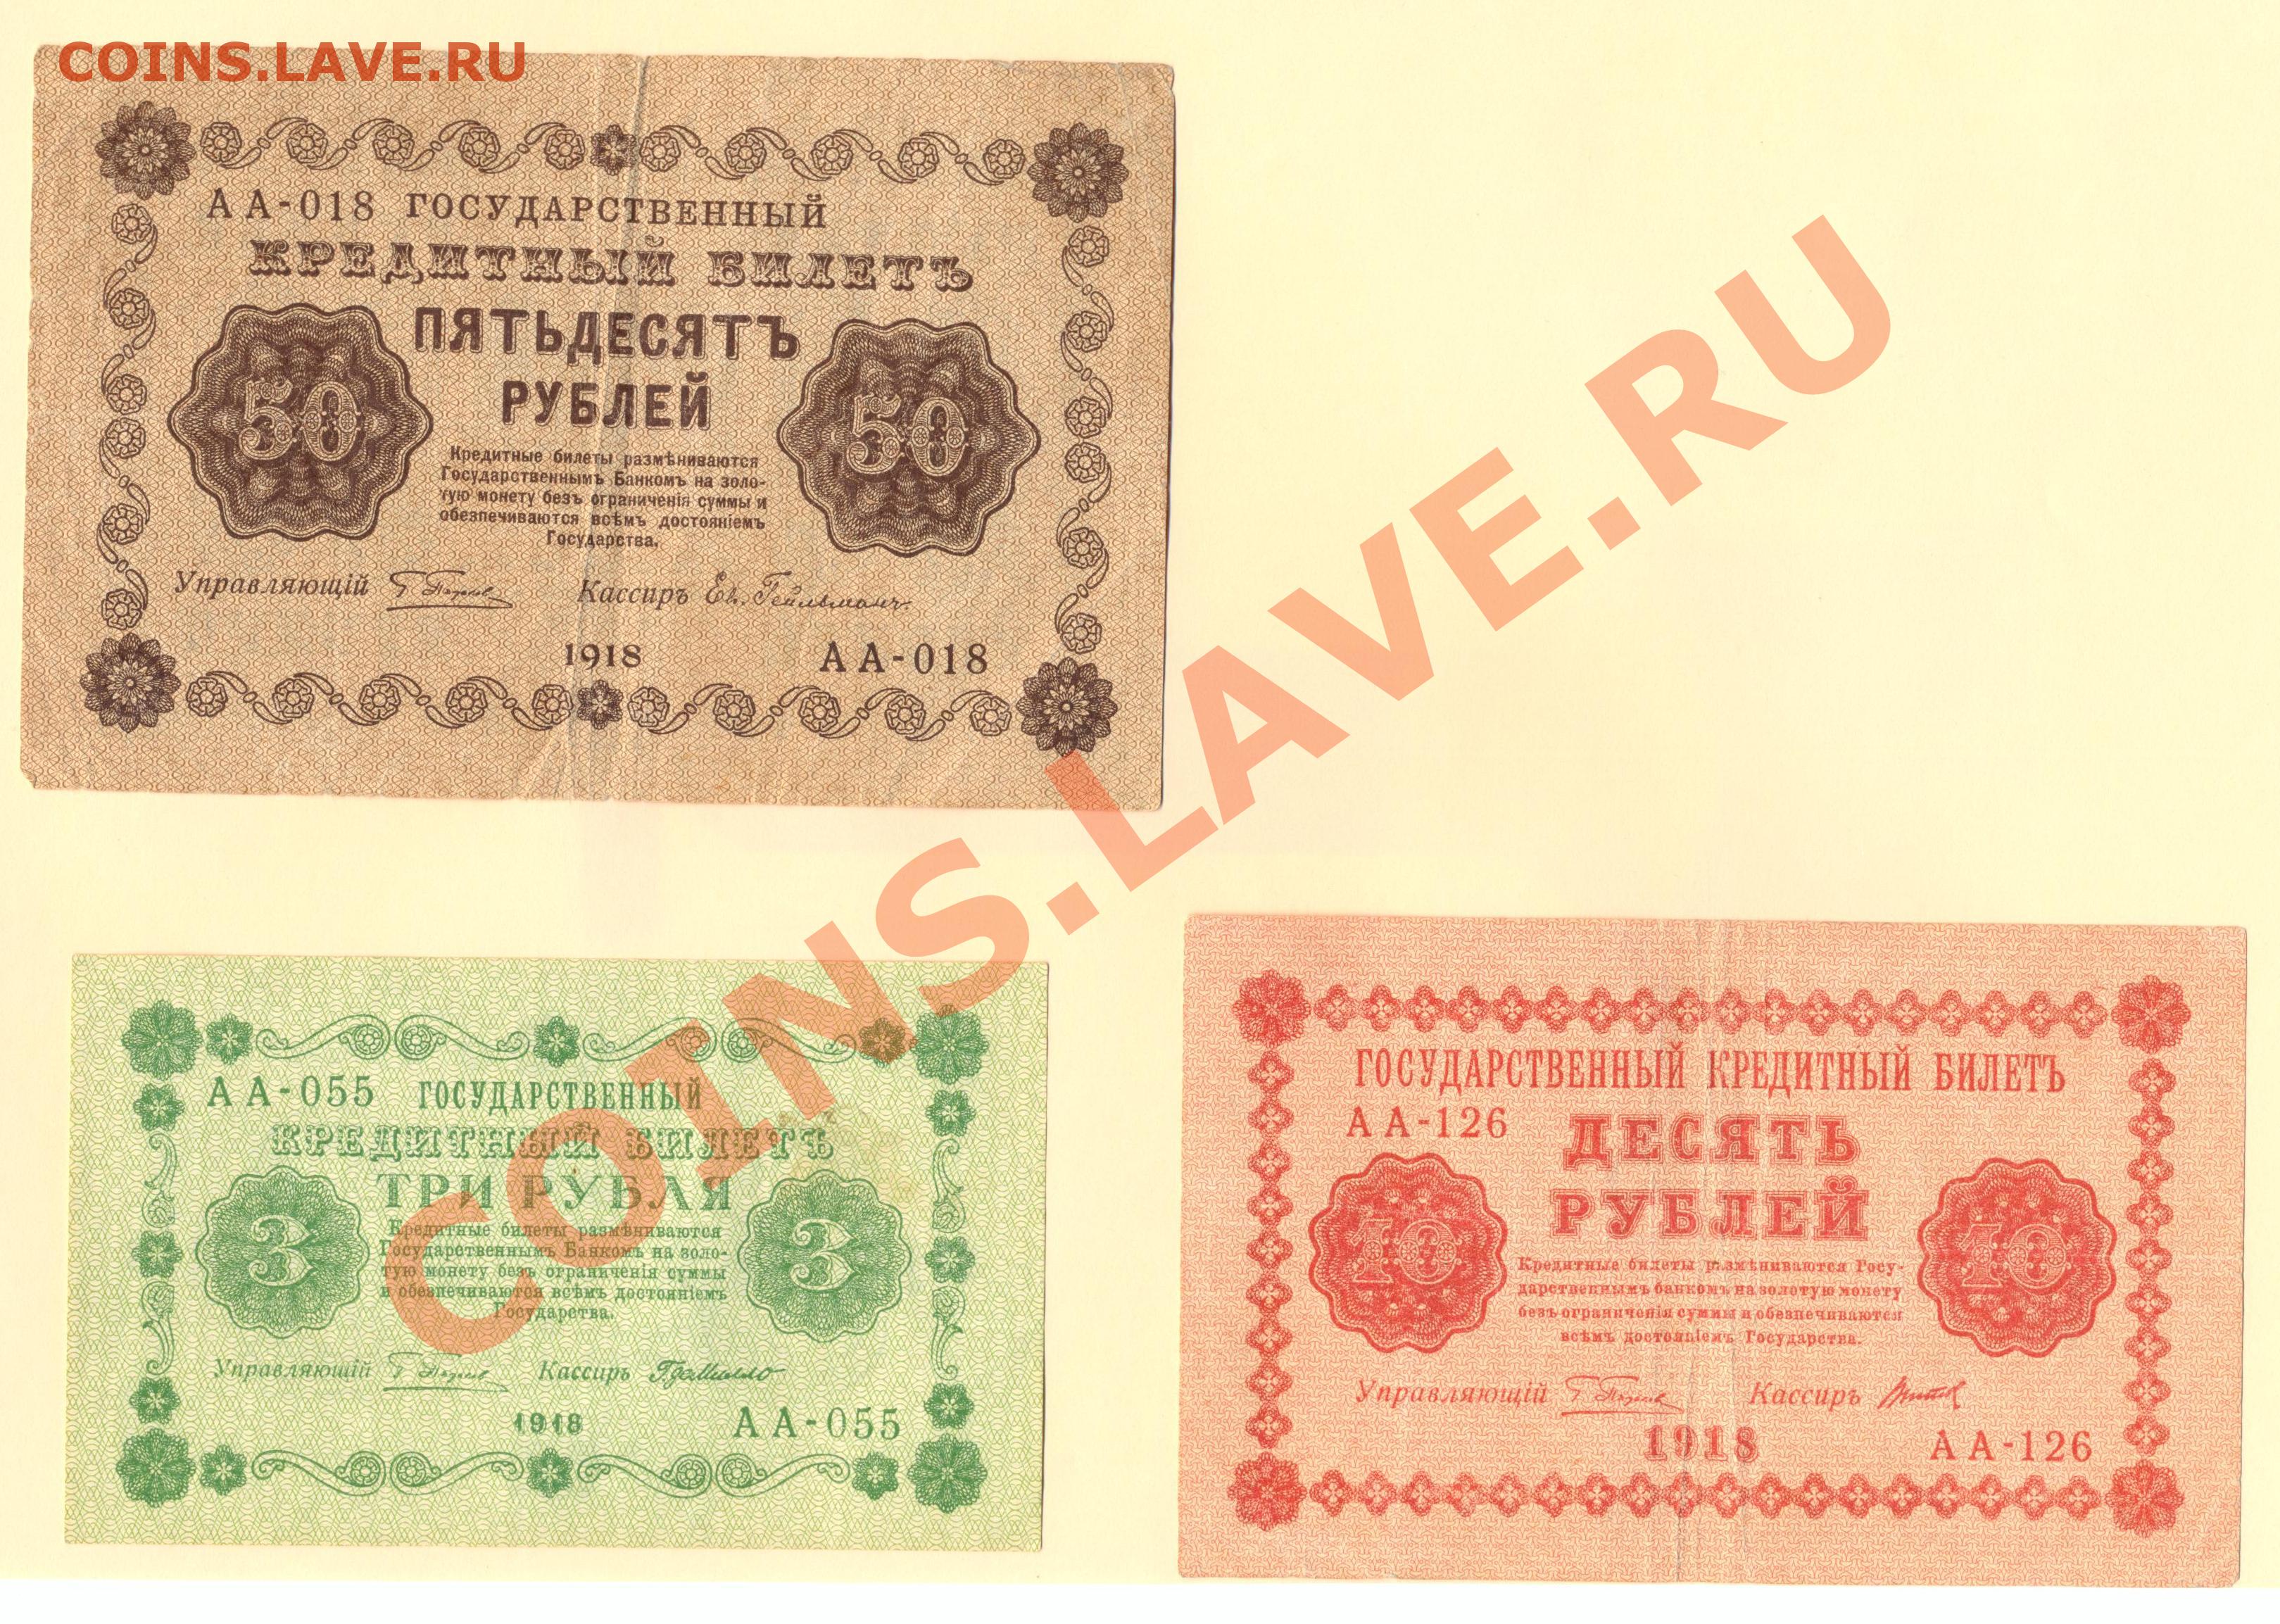 COINS.LAVE.RU
АА-018 ГОСУДАРСТВЕННЫЙ
КРЕДИТНЫЙ БИЛЕТЪ
ПЯТЬДЕСЯТЪ
РУБЛЕЙ
50
50
Кредитные билеты размѣниваются
Государственнымъ Банкомъ на золо-
тую монету безъ ограниченія суммы и
обезпечиваются всѣмъ достояніемъ
Государства.
Управляющій
Кассиръ Ев. Гейльманъ
1918 АА-018
COINS.LAVE.RU
АА-055 ГОСУДАРСТВЕННЫЙ
КРЕДИТНЫЙ БИЛЕТЪ
ТРИ РУБЛЯ
3
3
Кредитные билеты размѣниваются
Государственнымъ Банкомъ на золо-
тую монету безъ ограниченія суммы
и обезпечиваются всѣмъ достояніемъ
Государства.
Управляющій
Кассиръ
1918 АА-055
ГОСУДАРСТВЕННЫЙ КРЕДИТНЫЙ БИЛЕТЪ
АА-126 ДЕСЯТЬ
РУБЛЕЙ
10
10
Кредитные билеты размѣниваются Госу-
дарственнымъ банкомъ на золотую монету
безъ ограниченія суммы и обезпечиваются
всѣмъ достояніемъ Государства.
Управляющій
Кассиръ
1918 АА-126